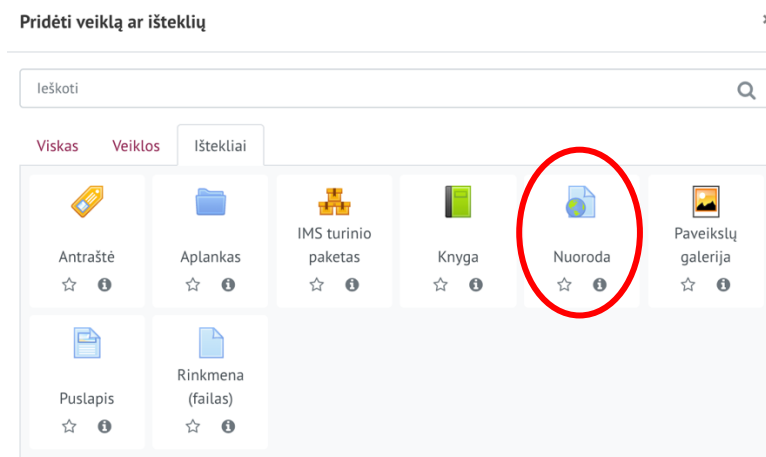 Pridėti veiklą ar išteklių
Ieškoti
Viskas Veiklos Ištekliai
Antraštė
Aplankas
IMS turinio
paketas
Knyga
Nuoroda
Paveikslų
galerija
Puslapis
Rinkmena
(failas)